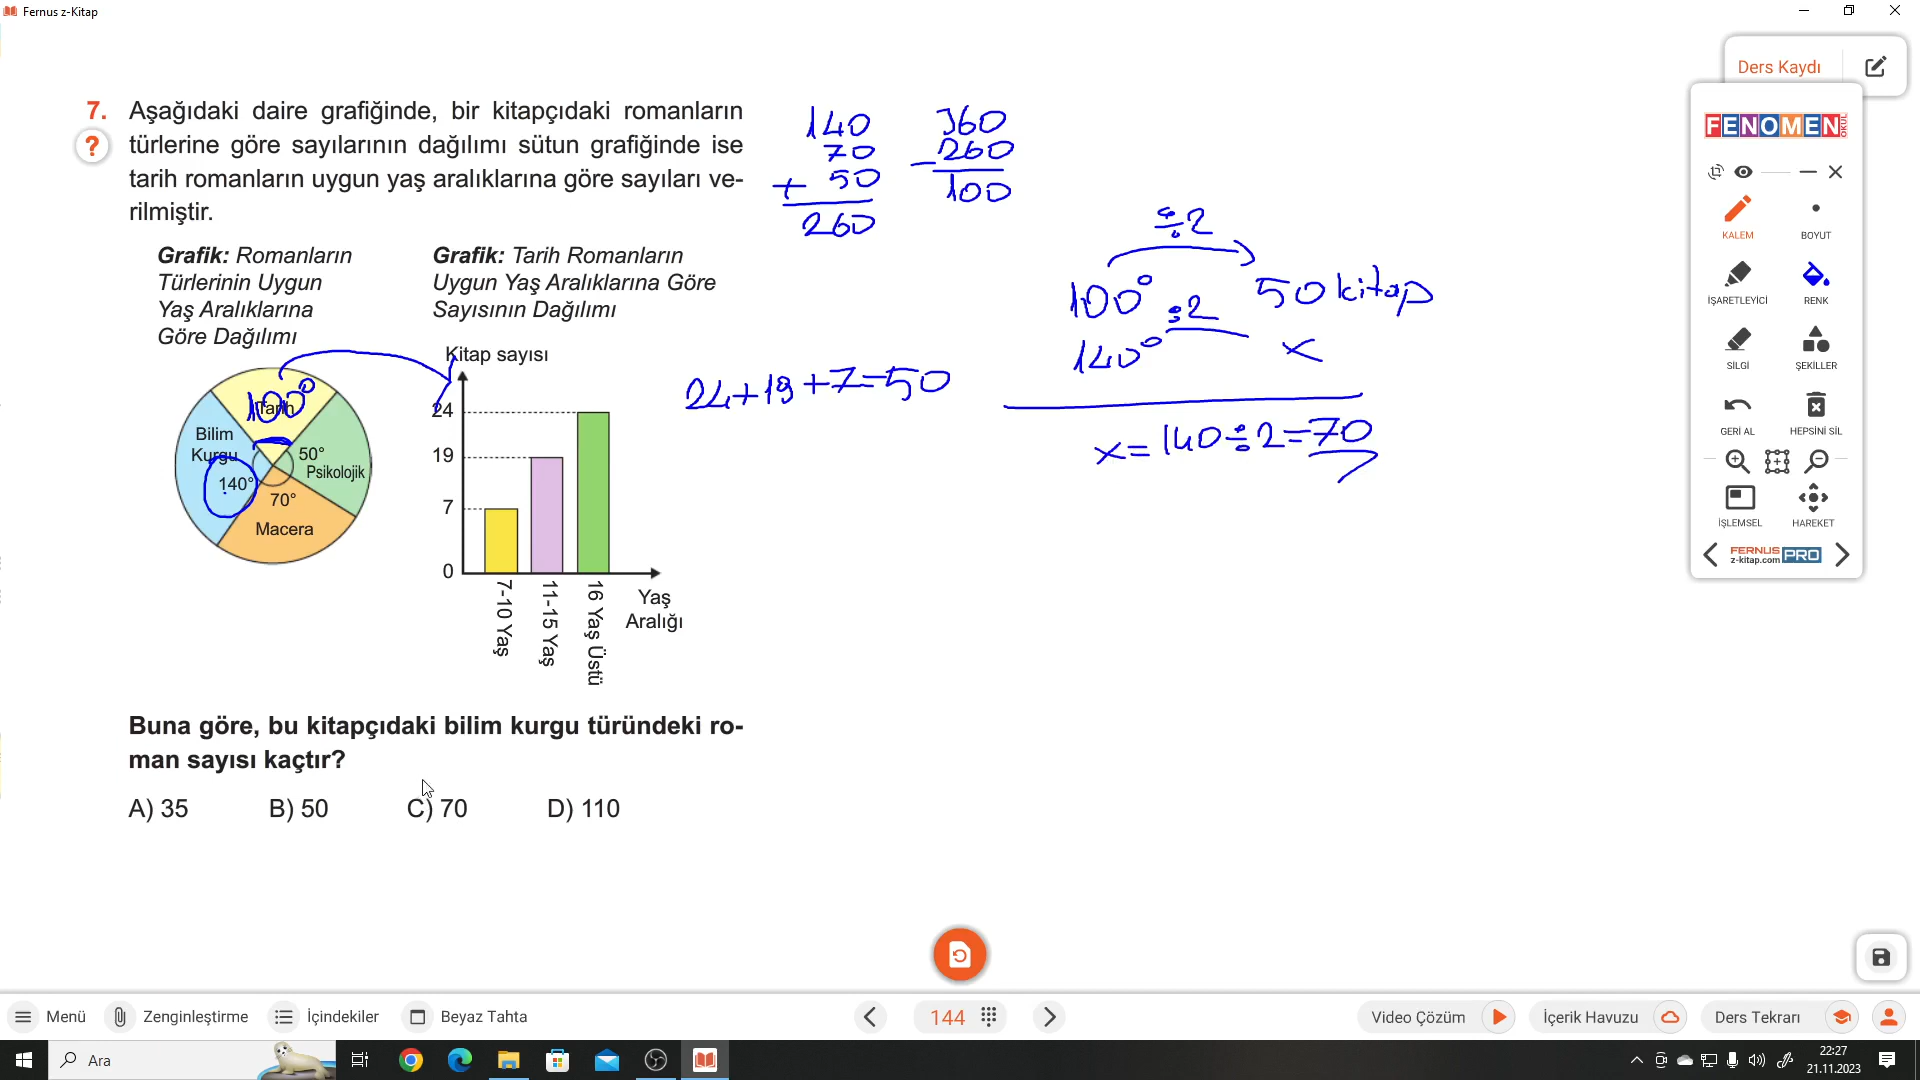 Fernus z-Kitap
Ders Kaydı
7. Aşağıdaki daire grafiğinde, bir kitapçıdaki romanların
? türlerine göre sayılarının dağılımı sütun grafiğinde ise
tarih romanların uygun yaş aralıklarına göre sayıları ve-
rilmiştir.
Grafik: Romanların
Türlerinin Uygun
Yaş Aralıklarına
Göre Dağılımı
Tarih
100°
Bilim
Kurgu
140°
50°
Psikolojik
70°
Macera
Grafik: Tarih Romanların
Uygun Yaş Aralıklarına Göre
Sayısının Dağılımı
Kitap sayısı
24
19
7
0
7-10 Yaş
11-15 Yaş
16 Yaş Üstü
Yaş
Aralığı
140
70
+ 50
260
360
- 260
100
24+19+7=50
÷2
100° 50 kitap
÷2
140° x
x=140÷2=70
Buna göre, bu kitapçıdaki bilim kurgu türündeki ro-
man sayısı kaçtır?
A) 35 B) 50 C) 70 D) 110
FENOMEN OKUL
KALEM BOYUT
İŞARETLEYİCİ RENK
SİLGİ ŞEKİLLER
GERİ AL HEPSİNİ SİL
İŞLEMSEL HAREKET
FERNUS PRO
z-kitap.com
Menü Zenginleştirme İçindekiler Beyaz Tahta 144 Video Çözüm İçerik Havuzu Ders Tekrarı
Ara
22:27
21.11.2023